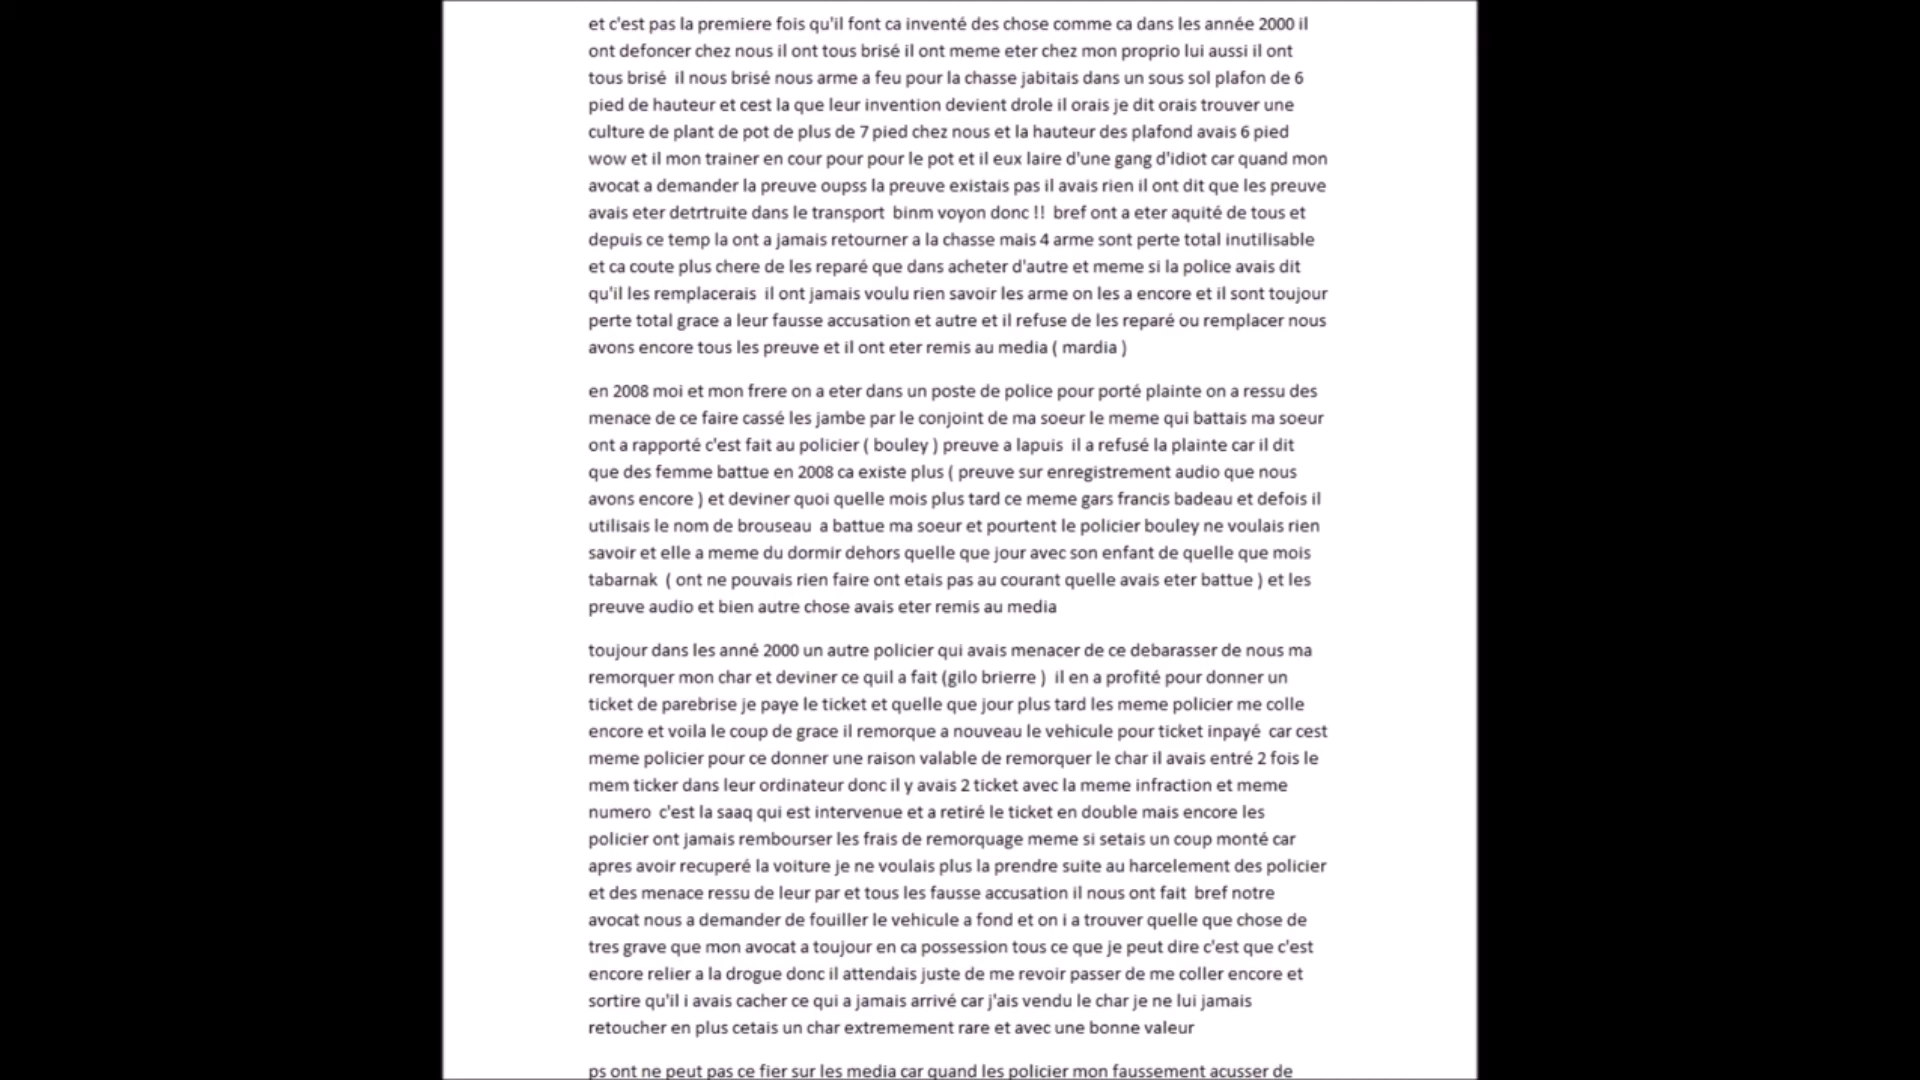 et c'est pas la premiere fois qu'il font ca inventé des chose comme ca dans les année 2000 il
ont defoncer chez nous il ont tous brisé il ont meme eter chez mon proprio lui aussi il ont
tous brisé  il nous brisé nous arme a feu pour la chasse jabitais dans un sous sol plafon de 6
pied de hauteur et cest la que leur invention devient drole il orais je dit orais trouver une
culture de plant de pot de plus de 7 pied chez nous et la hauteur des plafond avais 6 pied
wow et il mon trainer en cour pour pour le pot et il eux laire d'une gang d'idiot car quand mon
avocat a demander la preuve oupss la preuve existais pas il avais rien il ont dit que les preuve
avais eter detrtruite dans le transport  binm voyon donc !!  bref ont a eter aquité de tous et
depuis ce temp la ont a jamais retourner a la chasse mais 4 arme sont perte total inutilisable
et ca coute plus chere de les reparé que dans acheter d'autre et meme si la police avais dit
qu'il les remplacerais  il ont jamais voulu rien savoir les arme on les a encore et il sont toujour
perte total grace a leur fausse accusation et autre et il refuse de les reparé ou remplacer nous
avons encore tous les preuve et il ont eter remis au media ( mardia )
en 2008 moi et mon frere on a eter dans un poste de police pour porté plainte on a ressu des
menace de ce faire cassé les jambe par le conjoint de ma soeur le meme qui battais ma soeur
ont a rapporté c'est fait au policier ( bouley ) preuve a lapuis  il a refusé la plainte car il dit
que des femme battue en 2008 ca existe plus ( preuve sur enregistrement audio que nous
avons encore ) et deviner quoi quelle mois plus tard ce meme gars francis badeau et defois il
utilisais le nom de brouseau  a battue ma soeur et pourtent le policier bouley ne voulais rien
savoir et elle a meme du dormir dehors quelle que jour avec son enfant de quelle que mois
tabarnak  ( ont ne pouvais rien faire ont etais pas au courant quelle avais eter battue ) et les
preuve audio et bien autre chose avais eter remis au media
toujour dans les anné 2000 un autre policier qui avais menacer de ce debarasser de nous ma
remorquer mon char et deviner ce quil a fait (gilo brierre )  il en a profité pour donner un
ticket de parebrise je paye le ticket et quelle que jour plus tard les meme policier me colle
encore et voila le coup de grace il remorque a nouveau le vehicule pour ticket inpayé  car cest
meme policier pour ce donner une raison valable de remorquer le char il avais entré 2 fois le
mem ticker dans leur ordinateur donc il y avais 2 ticket avec la meme infraction et meme
numero  c'est la saaq qui est intervenue et a retiré le ticket en double mais encore les
policier ont jamais rembourser les frais de remorquage meme si setais un coup monté car
apres avoir recuperé la voiture je ne voulais plus la prendre suite au harcelement des policier
et des menace ressu de leur par et tous les fausse accusation il nous ont fait  bref notre
avocat nous a demander de fouiller le vehicule a fond et on i a trouver quelle que chose de
tres grave que mon avocat a toujour en ca possession tous ce que je peut dire c'est que c'est
encore relier a la drogue donc il attendais juste de me revoir passer de me coller encore et
sortire qu'il i avais cacher ce qui a jamais arrivé car j'ais vendu le char je ne lui jamais
retoucher en plus cetais un char extremement rare et avec une bonne valeur
ps ont ne peut pas ce fier sur les media car quand les policier mon faussement acusser de